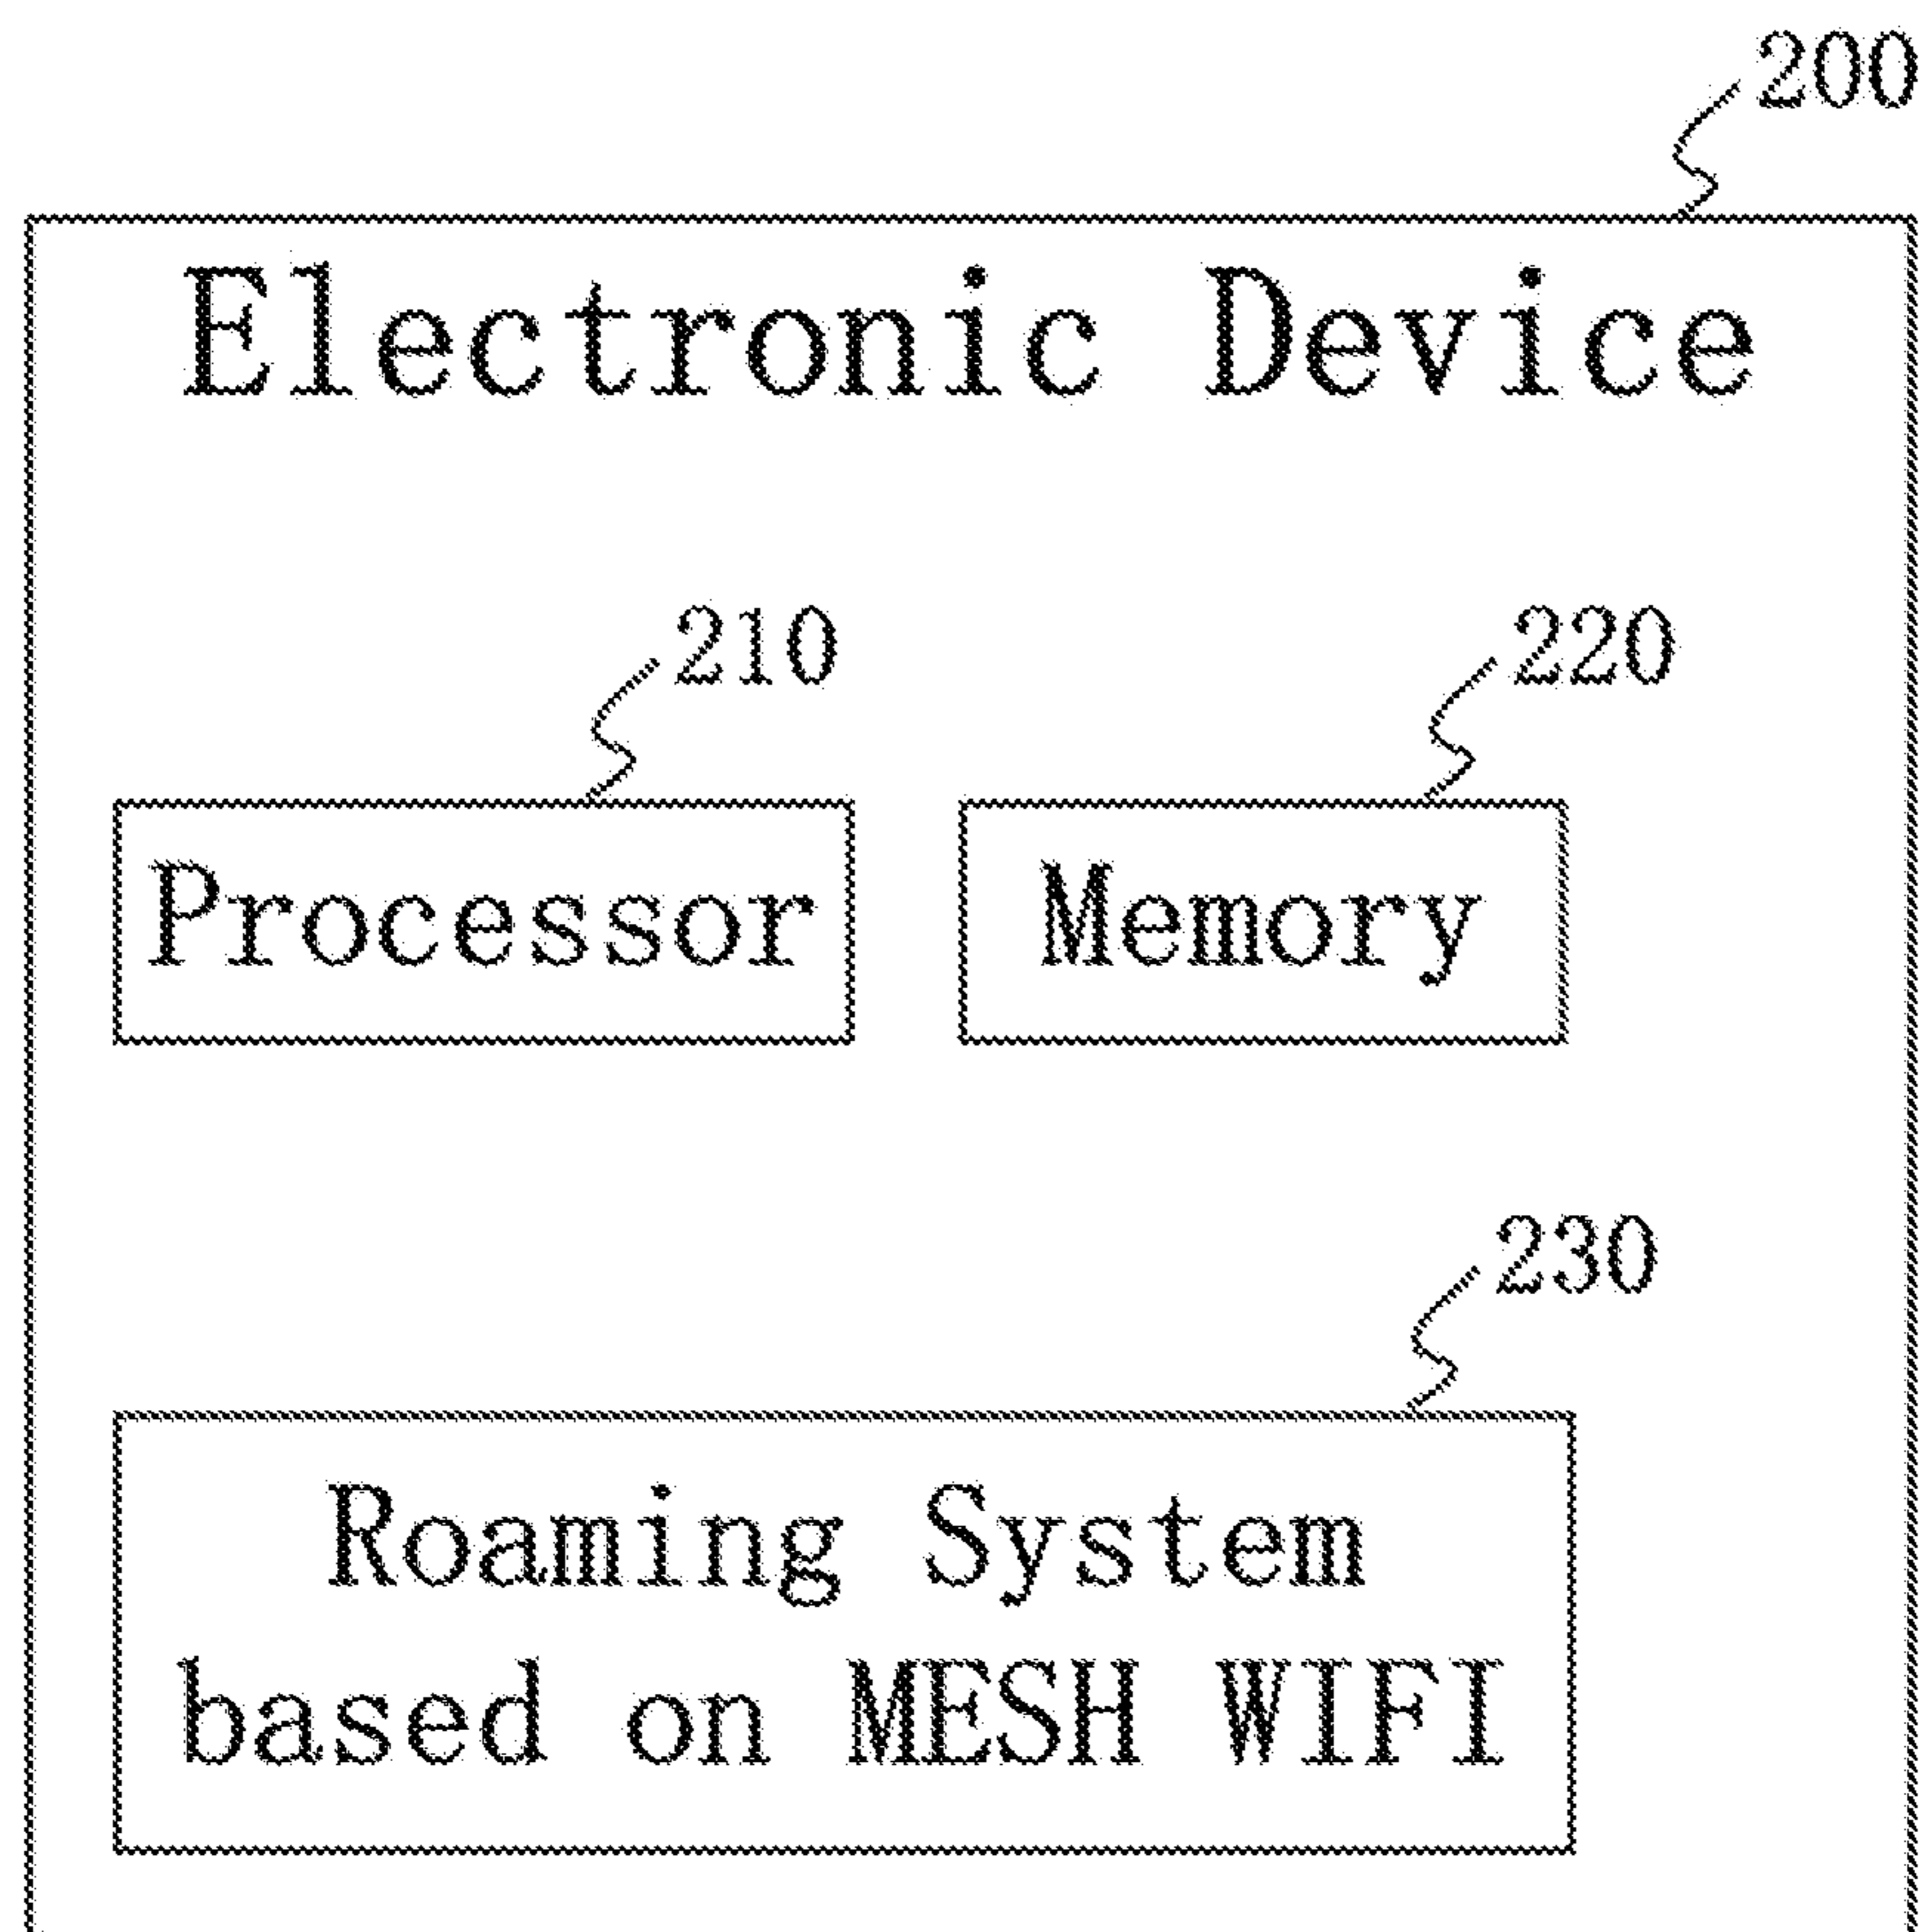 200
Electronic Device
210 220
Processor Memory
230
Roaming System
based on MESH WIFI